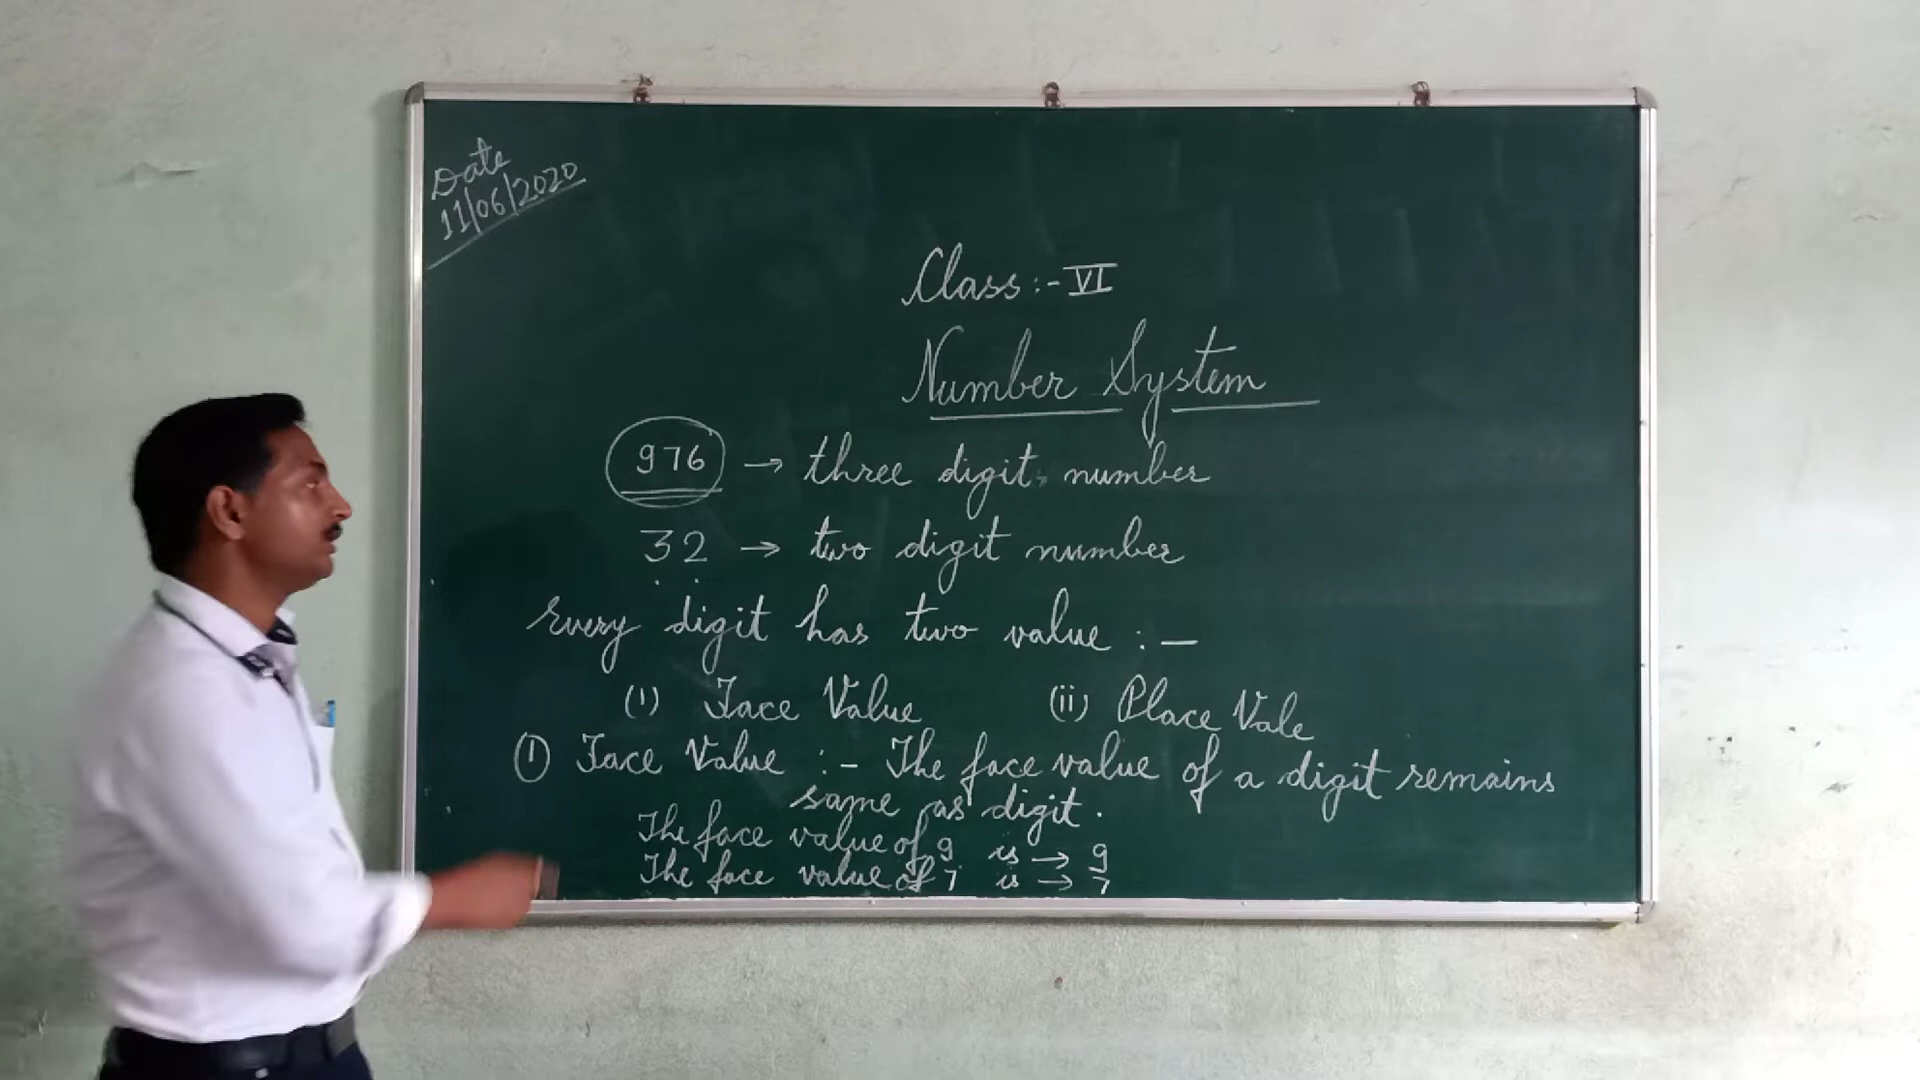 Date
11/06/2020
Class :- VI
Number System
976 → three digit number
32 → two digit number
Every digit has two value : —
(i) Face Value (ii) Place Vale
① Face Value :- The face value of a digit remains
same as digit.
The face value of 9 is → 9
The face value of 7 is → 7